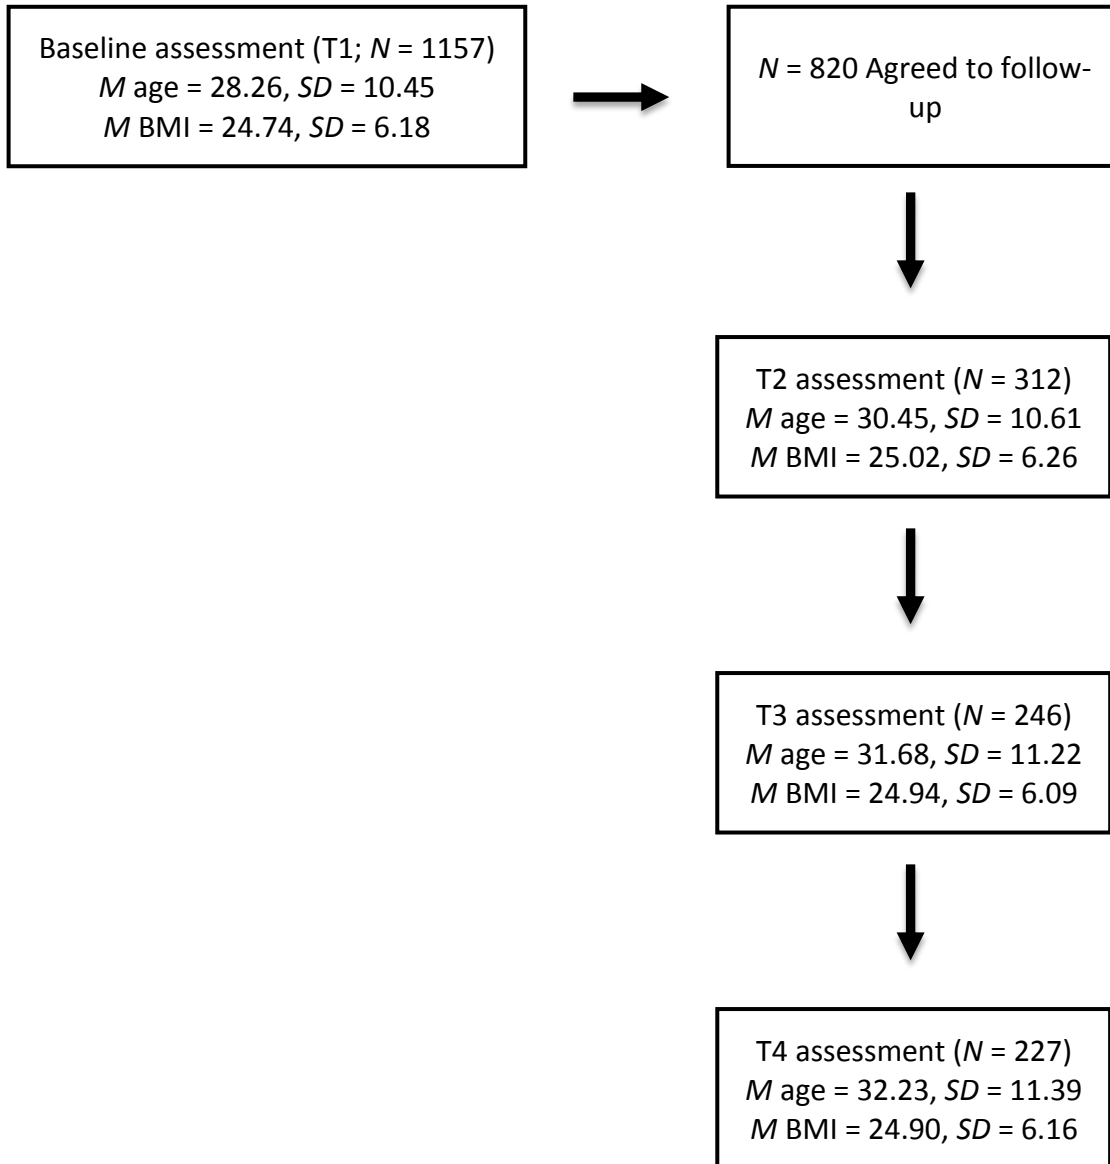 Baseline assessment (T1; N = 1157)
M age = 28.26, SD = 10.45
M BMI = 24.74, SD = 6.18
N = 820 Agreed to follow-
up
T2 assessment (N = 312)
M age = 30.45, SD = 10.61
M BMI = 25.02, SD = 6.26
T3 assessment (N = 246)
M age = 31.68, SD = 11.22
M BMI = 24.94, SD = 6.09
T4 assessment (N = 227)
M age = 32.23, SD = 11.39
M BMI = 24.90, SD = 6.16